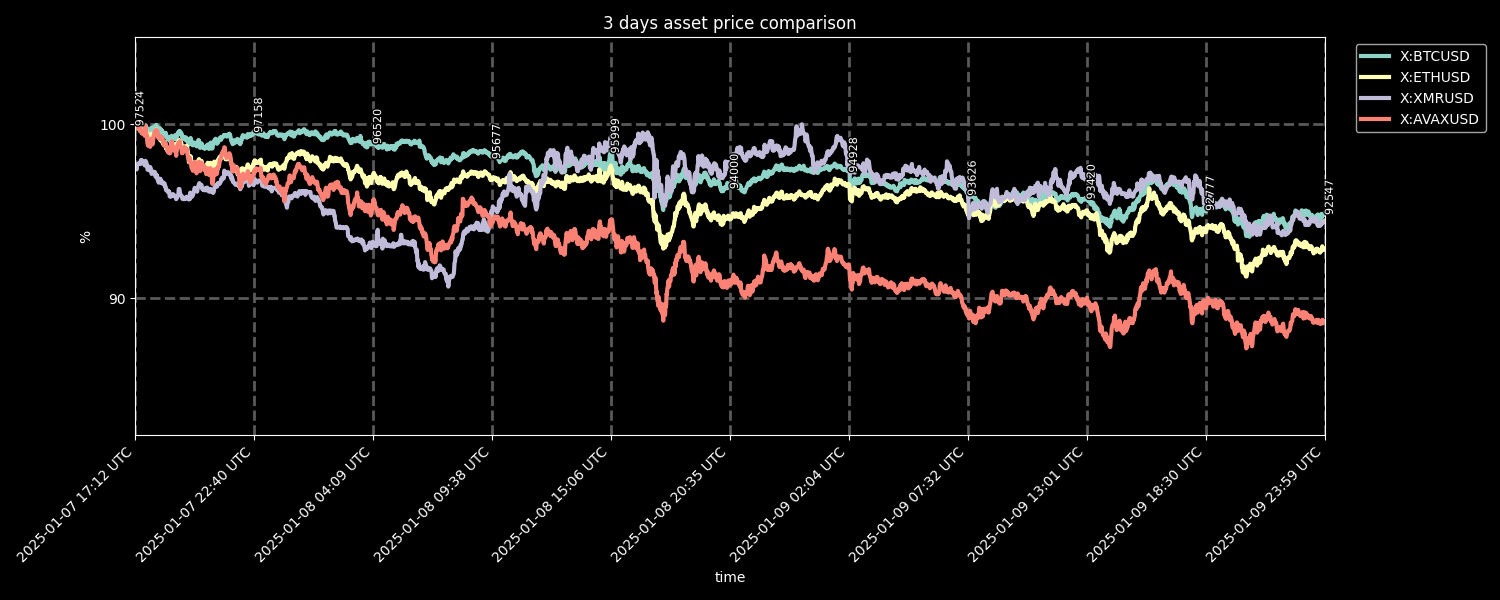 3 days asset price comparison
X:BTCUSD
X:ETHUSD
X:XMRUSD
X:AVAXUSD
100
90
%
97524
97158
96520
95677
95999
94000
94928
93626
93420
92777
92547
2025-01-07 17:12 UTC
2025-01-07 22:40 UTC
2025-01-08 04:09 UTC
2025-01-08 09:38 UTC
2025-01-08 15:06 UTC
2025-01-08 20:35 UTC
2025-01-09 02:04 UTC
2025-01-09 07:32 UTC
2025-01-09 13:01 UTC
2025-01-09 18:30 UTC
2025-01-09 23:59 UTC
time